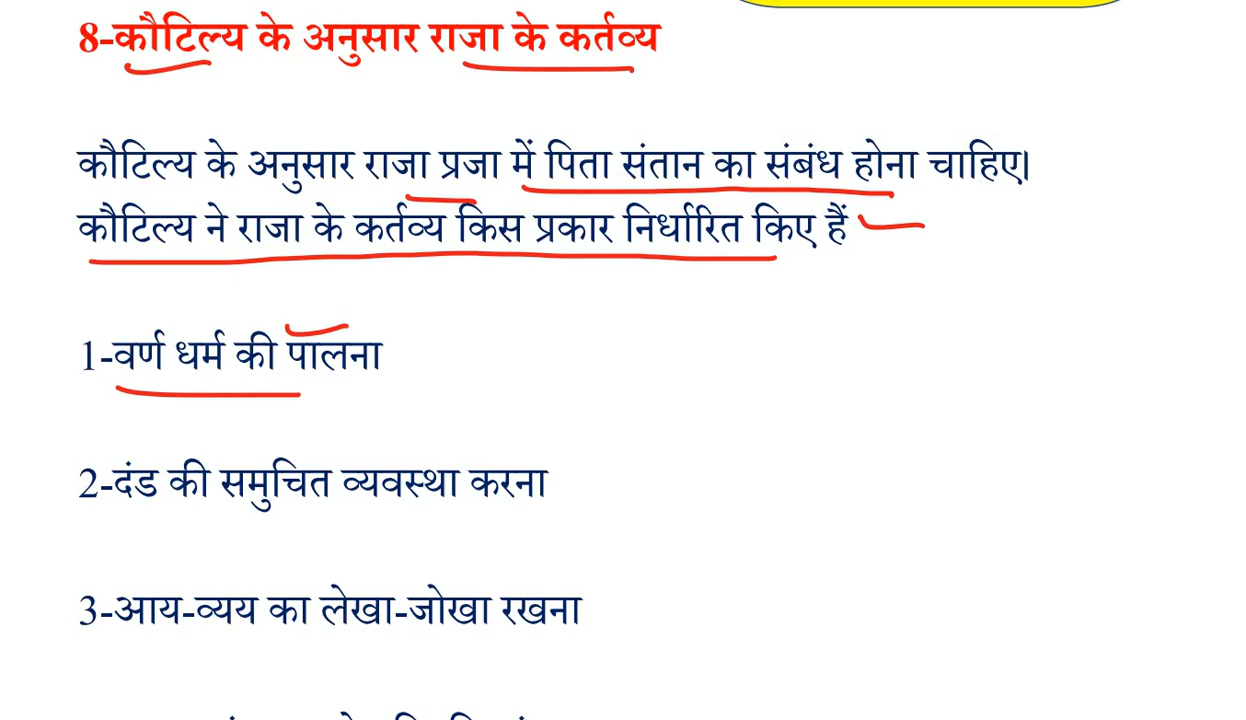 8-कौटिल्य के अनुसार राजा के कर्तव्य
कौटिल्य के अनुसार राजा प्रजा में पिता संतान का संबंध होना चाहिए।
कौटिल्य ने राजा के कर्तव्य किस प्रकार निर्धारित किए हैं
1-वर्ण धर्म की पालना
2-दंड की समुचित व्यवस्था करना
3-आय-व्यय का लेखा-जोखा रखना